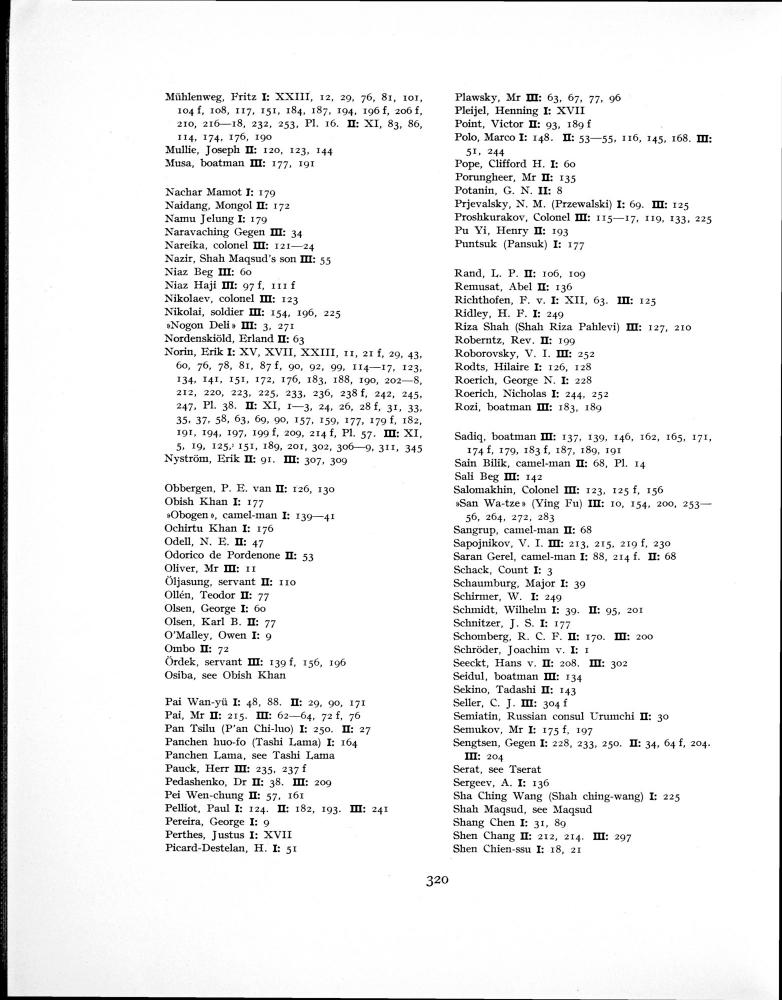 Mühlenweg, Fritz I: XXIII, 12, 29, 76, 81, 101,
104 f, 108, 117, 151, 184, 187, 194, 196 f, 206 f,
210, 216—18, 232, 253, Pl. 16. II: XI, 83, 86,
114, 174, 176, 190
Mullie, Joseph II: 120, 123, 144
Musa, boatman III: 177, 191
Nachar Mamot I: 179
Naidang, Mongol II: 172
Namu Jelung I: 179
Naravaching Gegen III: 34
Nareika, colonel III: 121—24
Nazir, Shah Maqsud's son III: 55
Niaz Beg III: 60
Niaz Haji III: 97 f, 111 f
Nikolaev, colonel III: 123
Nikolai, soldier III: 154, 196, 225
»Nogon Deli» III: 3, 271
Nordenskiöld, Erland II: 63
Norin, Erik I: XV, XVII, XXIII, 11, 21 f, 29, 43,
60, 76, 78, 81, 87 f, 90, 92, 99, 114—17, 123,
134, 141, 151, 172, 176, 183, 188, 190, 202—8,
212, 220, 223, 225, 233, 236, 238 f, 242, 245,
247, Pl. 38. II: XI, 1—3, 24, 26, 28 f, 31, 33,
35, 37, 58, 63, 69, 90, 157, 159, 177, 179 f, 182,
191, 194, 197, 199 f, 209, 214 f, Pl. 57. III: XI,
5, 19, 125, 151, 189, 201, 302, 306—9, 311, 345
Nyström, Erik II: 91. III: 307, 309
Obbergen, P. E. van II: 126, 130
Obish Khan I: 177
»Obogen», camel-man I: 139—41
Ochirtu Khan I: 176
Odell, N. E. II: 47
Odorico de Pordenone II: 53
Oliver, Mr III: 11
Öljasung, servant II: 110
Ollén, Teodor II: 77
Olsen, George I: 60
Olsen, Karl B. II: 77
O'Malley, Owen I: 9
Ombo II: 72
Ördek, servant III: 139 f, 156, 196
Osiba, see Obish Khan
Pai Wan-yü I: 48, 88. II: 29, 90, 171
Pai, Mr II: 215. III: 62—64, 72 f, 76
Pan Tsilu (P'an Chi-luo) I: 250. II: 27
Panchen huo-fo (Tashi Lama) I: 164
Panchen Lama, see Tashi Lama
Pauck, Herr III: 235, 237 f
Pedashenko, Dr II: 38. III: 209
Pei Wen-chung II: 57, 161
Pelliot, Paul I: 124. II: 182, 193. III: 241
Pereira, George I: 9
Perthes, Justus I: XVII
Picard-Destelan, H. I: 51
Plawsky, Mr III: 63, 67, 77, 96
Pleijel, Henning I: XVII
Point, Victor II: 93, 189 f
Polo, Marco I: 148. II: 53—55, 116, 145, 168. III:
51, 244
Pope, Clifford H. I: 60
Porungheer, Mr II: 135
Potanin, G. N. II: 8
Prjevalsky, N. M. (Przewalski) I: 69. III: 125
Proshkurakov, Colonel III: 115—17, 119, 133, 225
Pu Yi, Henry II: 193
Puntsuk (Pansuk) I: 177
Rand, L. P. II: 106, 109
Remusat, Abel II: 136
Richthofen, F. v. I: XII, 63. III: 125
Ridley, H. F. I: 249
Riza Shah (Shah Riza Pahlevi) III: 127, 210
Roberntz, Rev. II: 199
Roborovsky, V. I. III: 252
Rodts, Hilaire I: 126, 128
Roerich, George N. I: 228
Roerich, Nicholas I: 244, 252
Rozi, boatman III: 183, 189
Sadiq, boatman III: 137, 139, 146, 162, 165, 171,
174 f, 179, 183 f, 187, 189, 191
Sain Bilik, camel-man II: 68, Pl. 14
Sali Beg III: 142
Salomakhin, Colonel III: 123, 125 f, 156
»San Wa-tze» (Ying Fu) III: 10, 154, 200, 253—
56, 264, 272, 283
Sangrup, camel-man II: 68
Sapojnikov, V. I. III: 213, 215, 219 f, 230
Saran Gerel, camel-man I: 88, 214 f. II: 68
Schack, Count I: 3
Schaumburg, Major I: 39
Schirmer, W. I: 249
Schmidt, Wilhelm I: 39. II: 95, 201
Schnitzer, J. S. I: 177
Schomberg, R. C. F. II: 170. III: 200
Schröder, Joachim v. I: 1
Seeckt, Hans v. II: 208. III: 302
Seidul, boatman III: 134
Sekino, Tadashi II: 143
Seller, C. J. III: 304 f
Semiatin, Russian consul Urumchi II: 30
Semukov, Mr I: 175 f, 197
Sengtsen, Gegen I: 228, 233, 250. II: 34, 64 f, 204.
III: 204
Serat, see Tserat
Sergeev, A. I: 136
Sha Ching Wang (Shah ching-wang) I: 225
Shah Maqsud, see Maqsud
Shang Chen I: 31, 89
Shen Chang II: 212, 214. III: 297
Shen Chien-ssu I: 18, 21
320